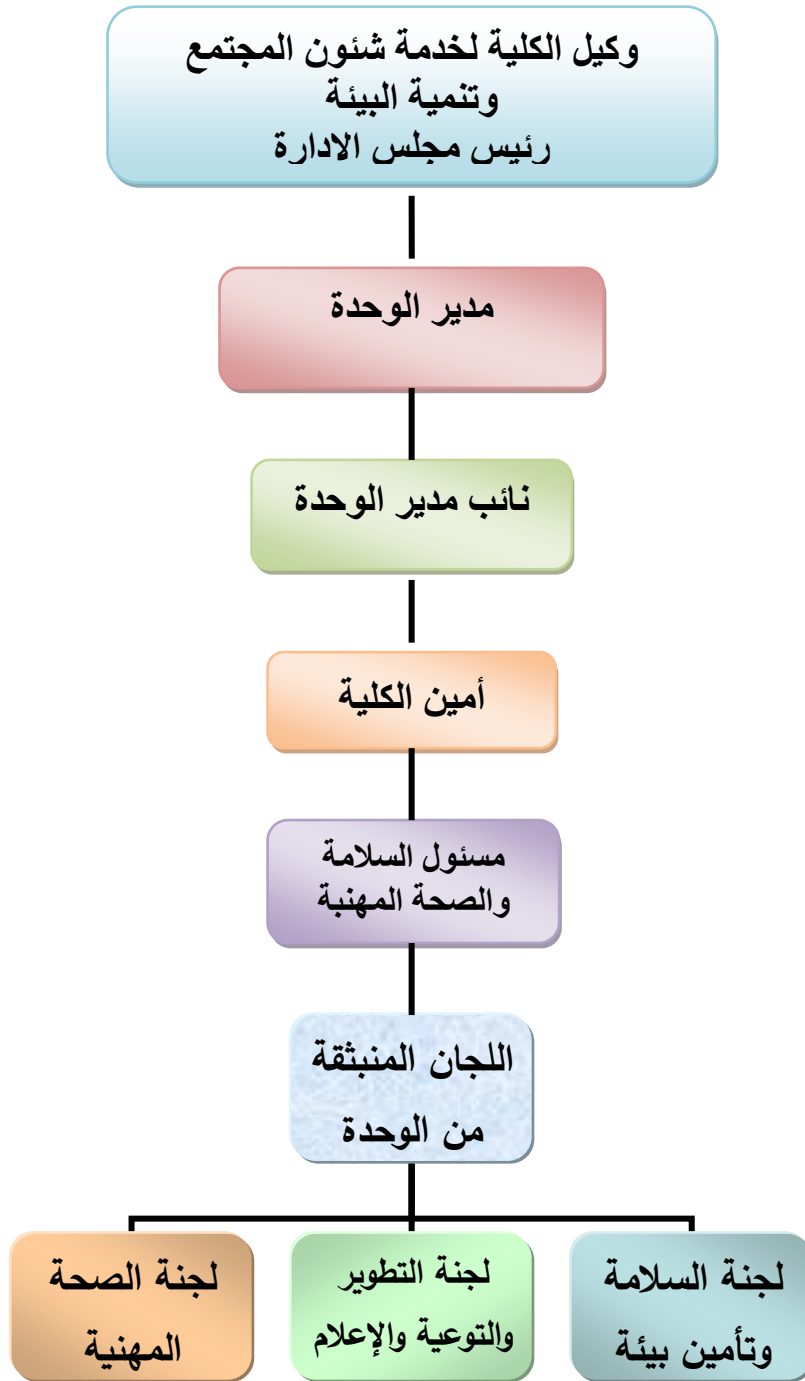 وكيل الكلية لخدمة شئون المجتمع
وتنمية البيئة
رئيس مجلس الادارة
مدير الوحدة
نائب مدير الوحدة
أمين الكلية
مسئول السلامة
والصحة المهنبة
اللجان المنبثقة
من الوحدة
لجنة السلامة
وتأمين بيئة
لجنة التطوير
والتوعية والإعلام
لجنة الصحة
المهنية